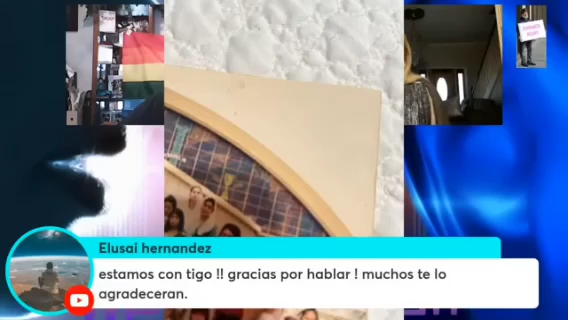 Elusai hernandez
estamos con tigo !! gracias por hablar ! muchos te lo
agradeceran.